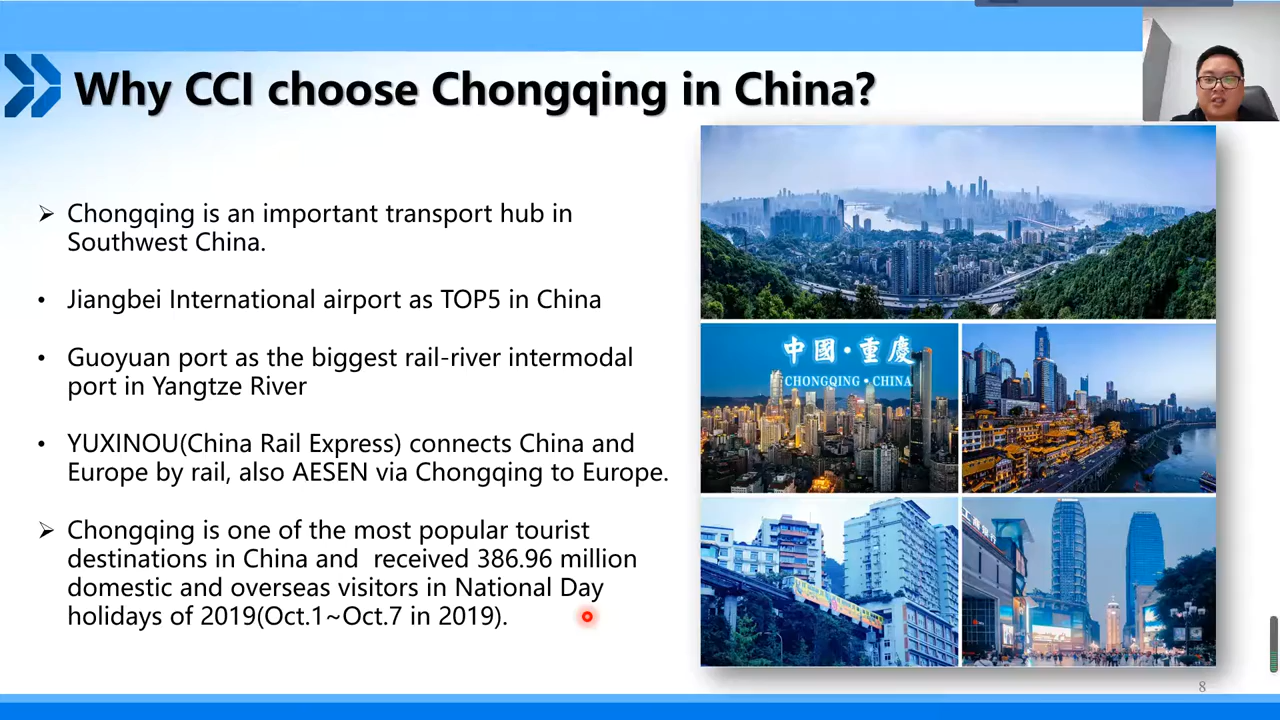 Why CCI choose Chongqing in China?
➢ Chongqing is an important transport hub in
Southwest China.
• Jiangbei International airport as TOP5 in China
• Guoyuan port as the biggest rail-river intermodal
port in Yangtze River
• YUXINOU(China Rail Express) connects China and
Europe by rail, also AESEN via Chongqing to Europe.
➢ Chongqing is one of the most popular tourist
destinations in China and  received 386.96 million
domestic and overseas visitors in National Day
holidays of 2019(Oct.1~Oct.7 in 2019).
中國·重慶
CHONGQING•CHINA
8